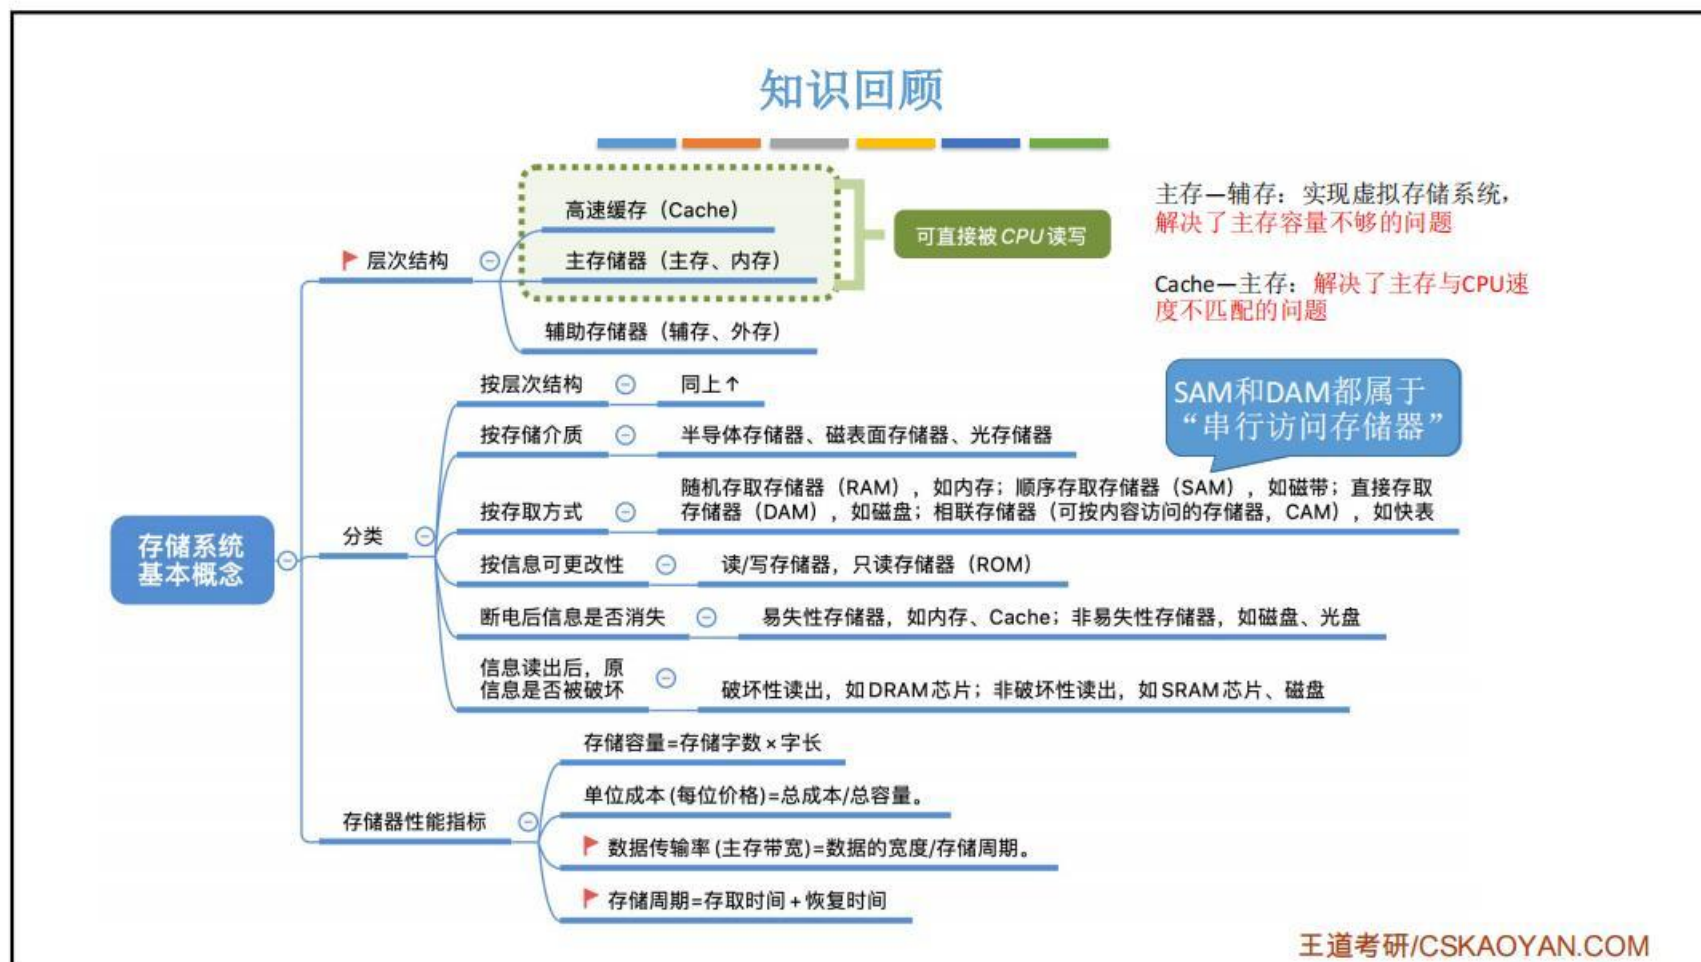 知识回顾
高速缓存（Cache）
主存储器（主存、内存）
辅助存储器（辅存、外存）
层次结构
可直接被CPU读写
主存—辅存：实现虚拟存储系统，
解决了主存容量不够的问题
Cache—主存：解决了主存与CPU速
度不匹配的问题
SAM和DAM都属于
“串行访问存储器”
存储系统
基本概念
分类
按层次结构
同上↑
按存储介质
半导体存储器、磁表面存储器、光存储器
按存取方式
随机存取存储器（RAM），如内存；顺序存取存储器（SAM），如磁带；直接存取
存储器（DAM），如磁盘；相联存储器（可按内容访问的存储器，CAM），如快表
按信息可更改性
读/写存储器，只读存储器（ROM）
断电后信息是否消失
易失性存储器，如内存、Cache；非易失性存储器，如磁盘、光盘
信息读出后，原
信息是否被破坏
破坏性读出，如DRAM芯片；非破坏性读出，如SRAM芯片、磁盘
存储器性能指标
存储容量=存储字数×字长
单位成本(每位价格)=总成本/总容量。
数据传输率(主存带宽)=数据的宽度/存储周期。
存储周期=存取时间+恢复时间
王道考研/CSKAOYAN.COM